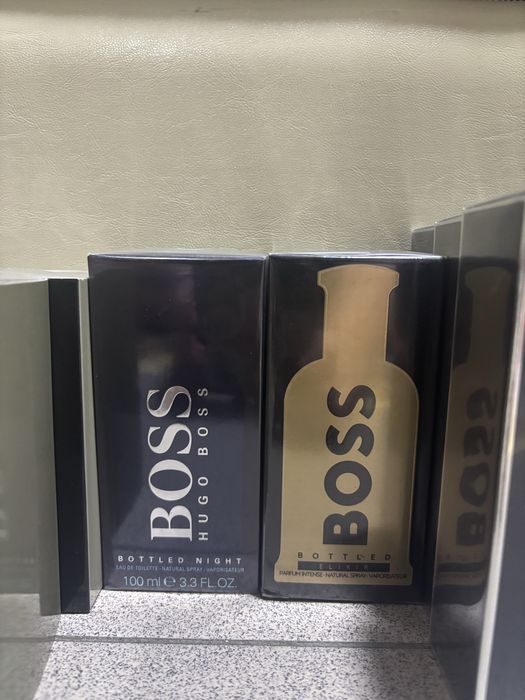 BOSS
HUGO BOSS
BOTTLED NIGHT
EAU DE TOILETTE · NATURAL SPRAY / VAPORISATEUR
100 ml ℮ 3.3 FL.OZ.
BOSS
BOTTLED
ELIXIR
PARFUM INTENSE · NATURAL SPRAY / VAPORISATEUR
BOSS